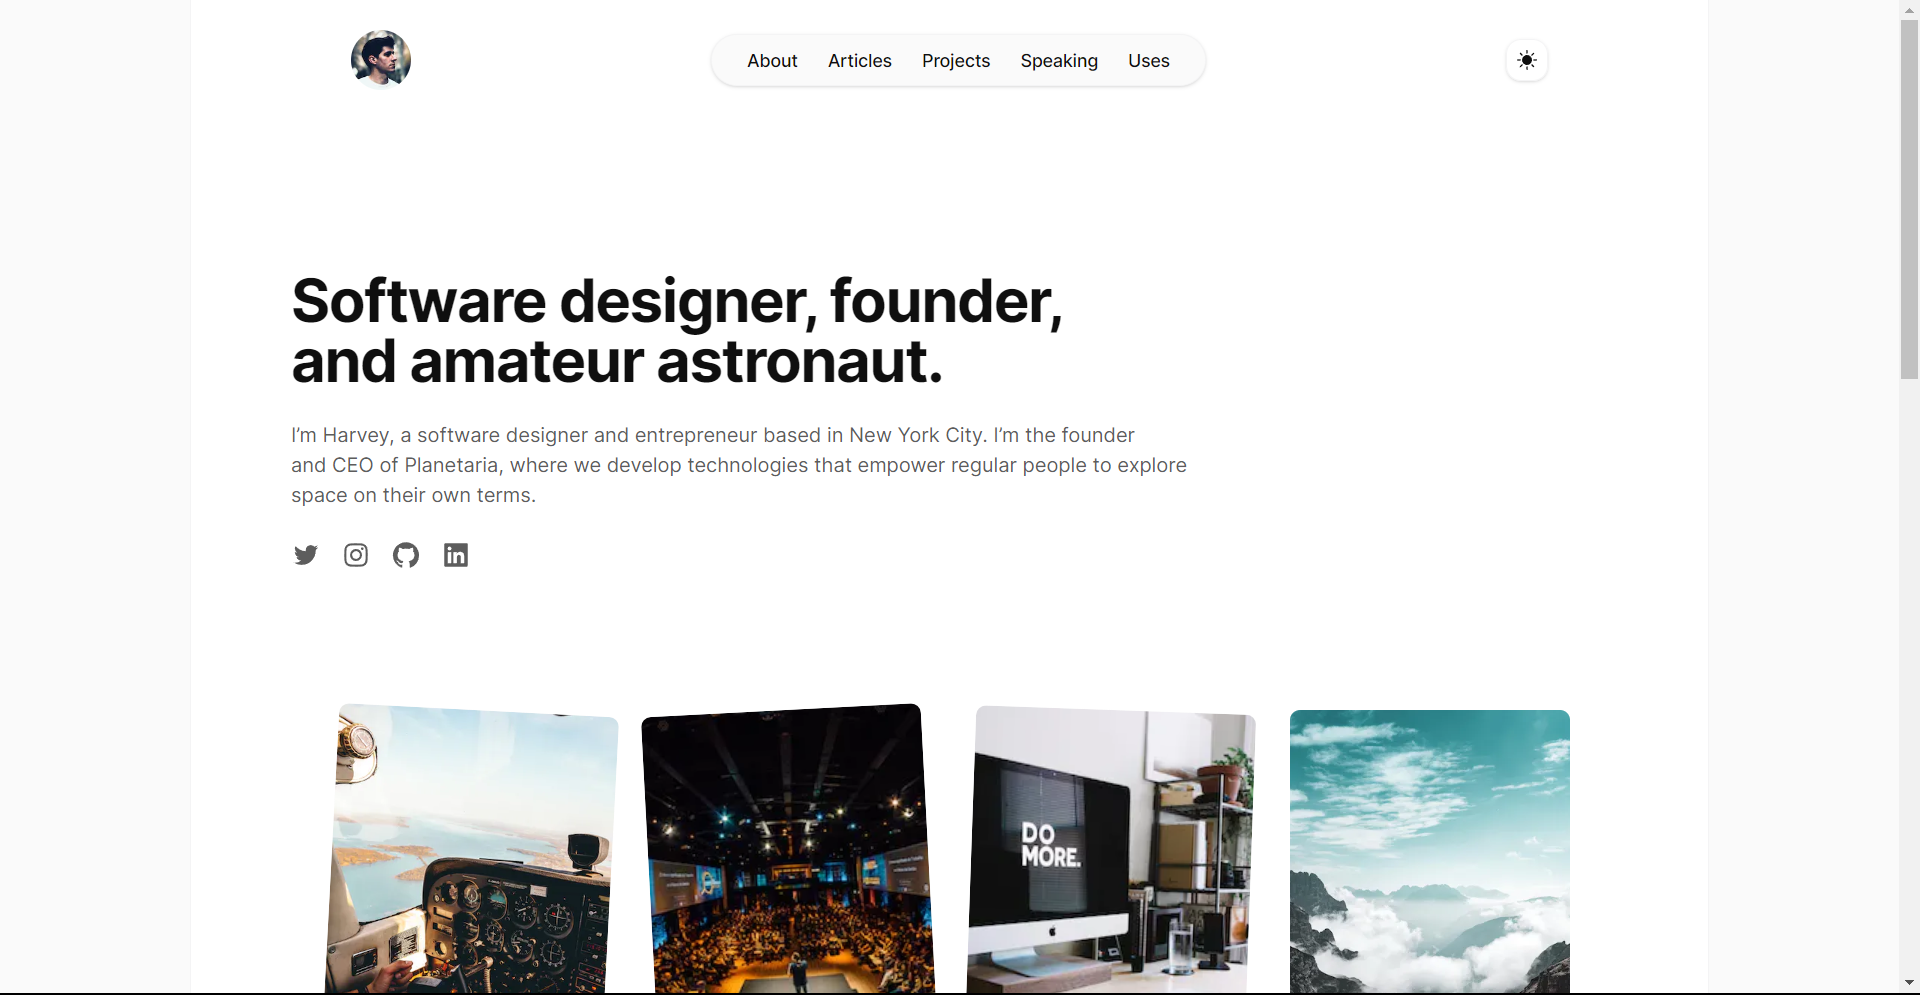 About Articles Projects Speaking Uses
Software designer, founder,
and amateur astronaut.
I’m Harvey, a software designer and entrepreneur based in New York City. I’m the founder
and CEO of Planetaria, where we develop technologies that empower regular people to explore
space on their own terms.
in
DO
MORE.